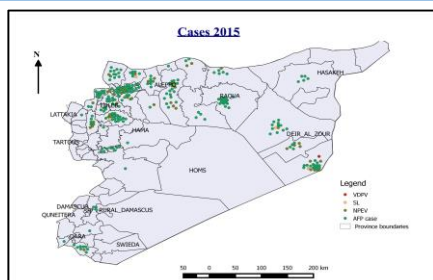 Cases 2015
N
HASAKEH
ALEPPO
RAQUA
IDLEB
LATTAKIA
DEIR_AL_ZOUR
HAMA
TARTOUS
HOMS
DAMASCUS
RURAL_DAMASCUS
QUNEITERA
DARA
SWIEDA
Legend
VDPV
SL
NPEV
AFP case
Province boundaries
50 0 50 100 150 200 km